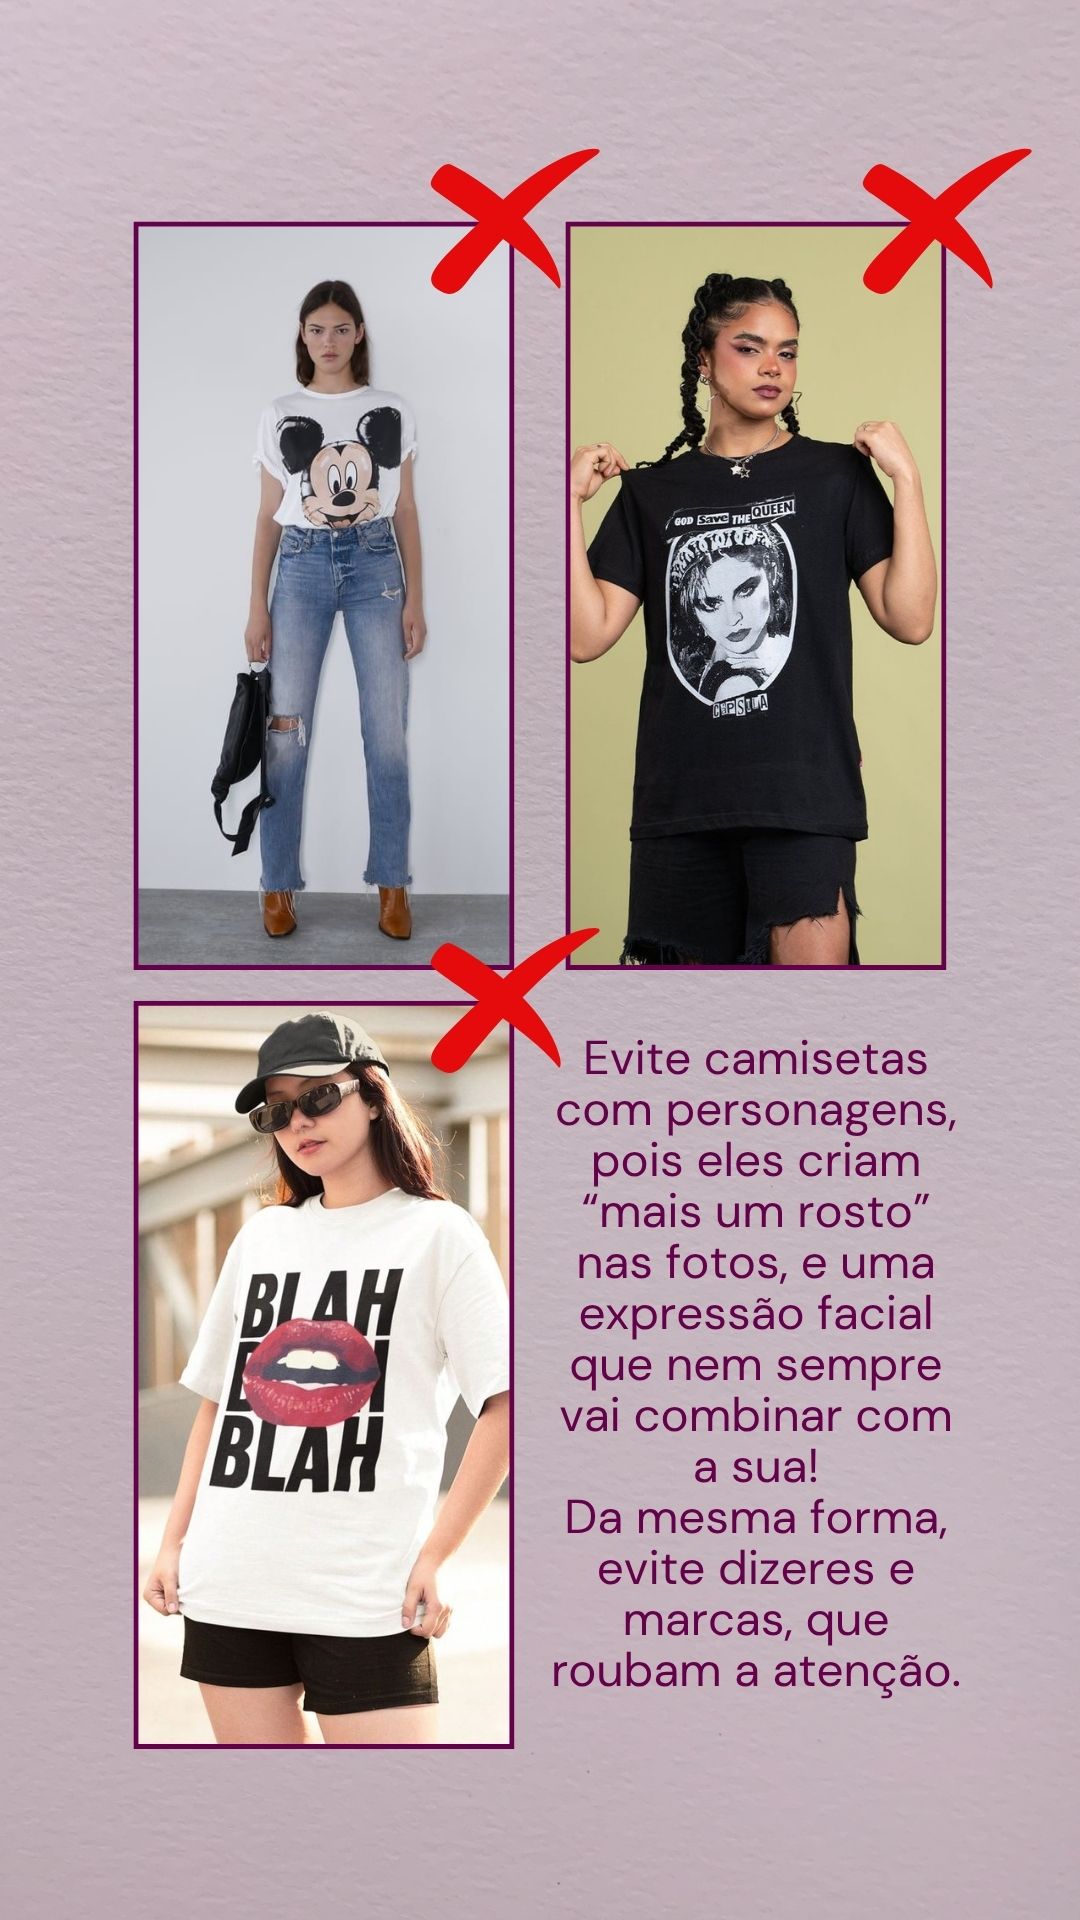 GOD Save THE QUEEN
CAPSULA
BLAH
BLAH
Evite camisetas
com personagens,
pois eles criam
“mais um rosto”
nas fotos, e uma
expressão facial
que nem sempre
vai combinar com
a sua!
Da mesma forma,
evite dizeres e
marcas, que
roubam a atenção.